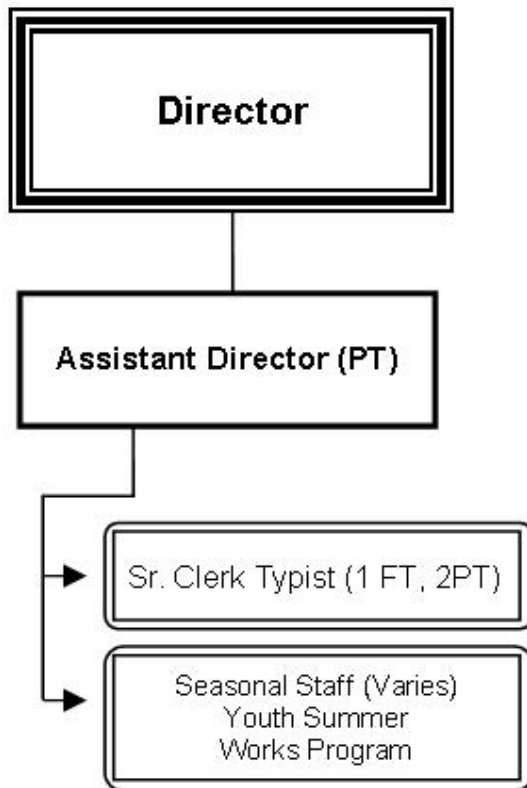 Director
Assistant Director (PT)
Sr. Clerk Typist (1 FT, 2PT)
Seasonal Staff (Varies)
Youth Summer
Works Program